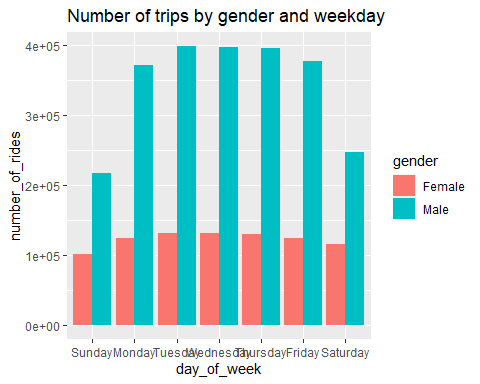 Number of trips by gender and weekday
4e+05
3e+05
2e+05
1e+05
0e+00
number_of_rides
Sunday Monday Tuesday Wednesday Thursday Friday Saturday
day_of_week
gender
Female
Male